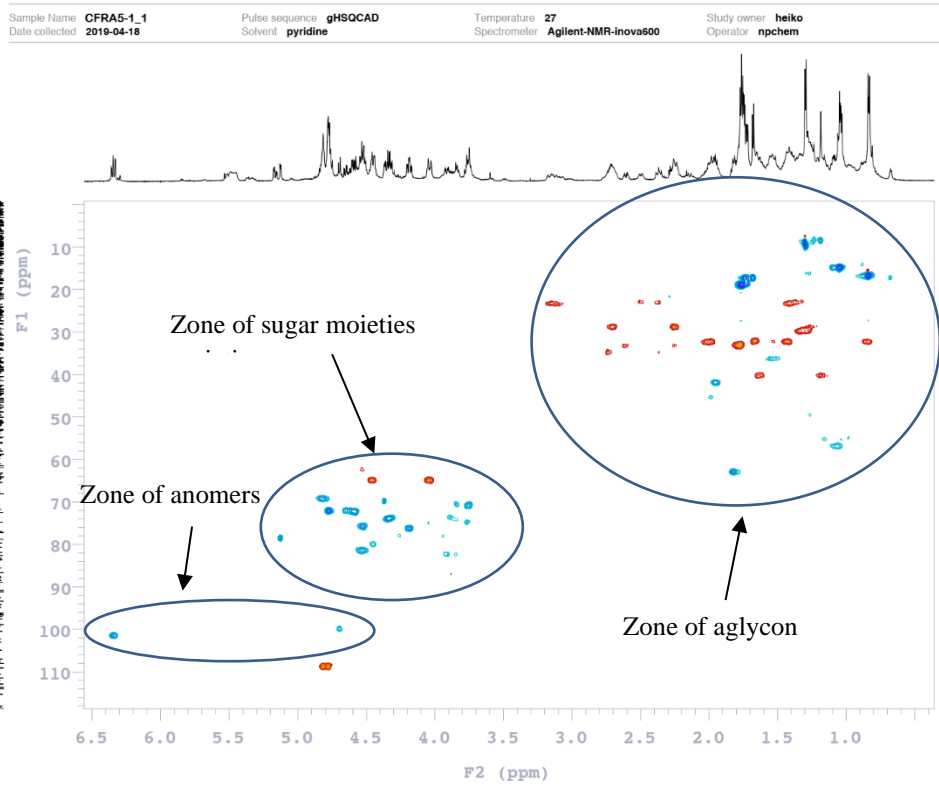 Sample Name CFRA5-1_1 Pulse sequence gHSQCAD Temperature 27 Study owner heiko
Date collected 2019-04-18 Solvent pyridine Spectrometer Agilent-NMR-inova600 Operator npchem
F1 (ppm)
10
20
30
40
50
60
70
80
90
100
110
Zone of sugar moieties
Zone of anomers
Zone of aglycon
6.5 6.0 5.5 5.0 4.5 4.0 3.5 3.0 2.5 2.0 1.5 1.0
F2 (ppm)